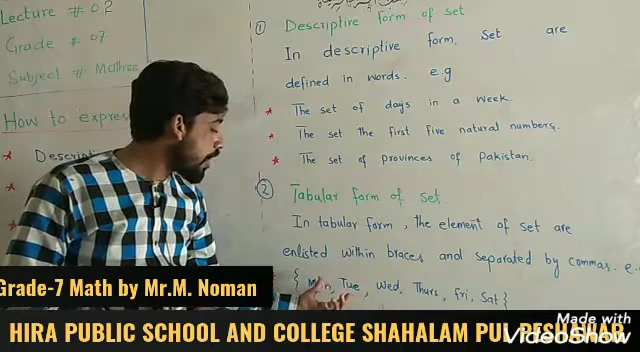 Lecture # 02
Grade # 07
Subject # Mathss
How to expres
* Descripti
*
① Descriptive form of set
In descriptive form, set are
defined in words. e.g
* The set of days in a week.
* The set the first five natural numbers.
* The set of provinces of Pakistan.
② Tabular form of set
In tabular form, the element of set are
enlisted within braces and separated by commas. e.
{ Mon, Tue, Wed, Thurs, Fri, Sat}
Grade-7 Math by Mr.M. Noman
HIRA PUBLIC SCHOOL AND COLLEGE SHAHALAM PUL PESHAWAR
Made with
VideoShow